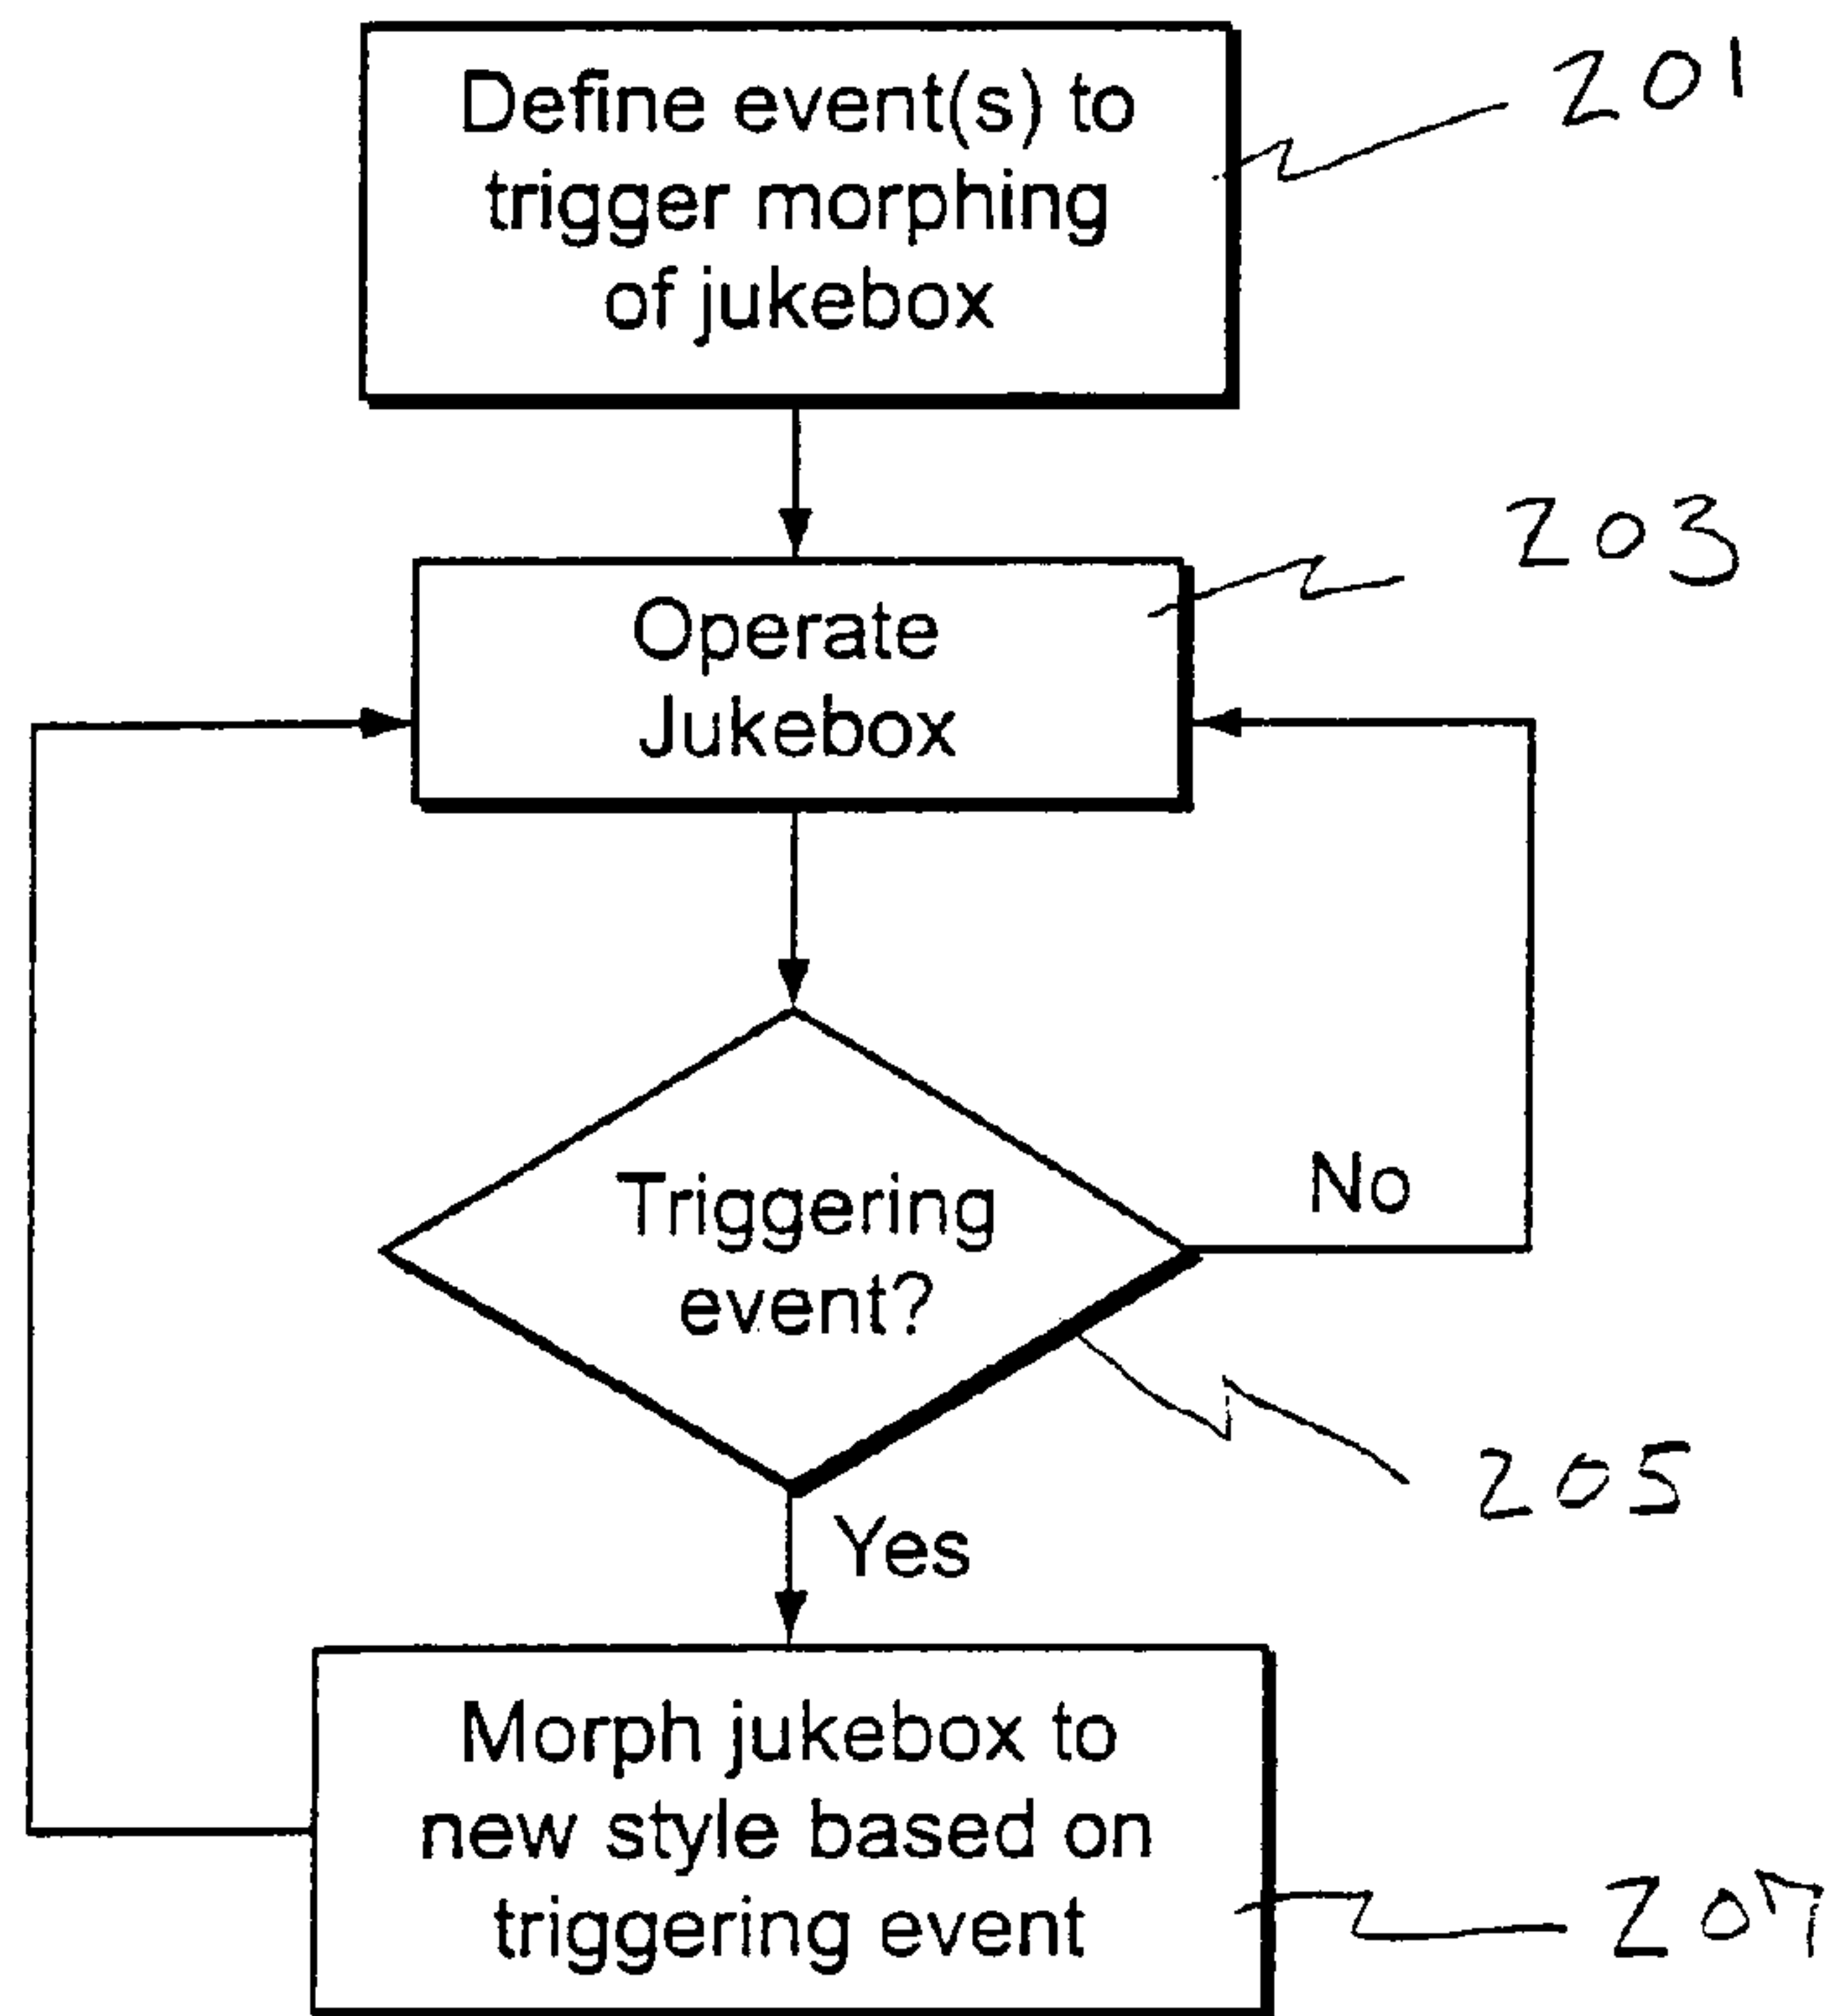 Define event(s) to
trigger morphing
of jukebox
201
Operate
Jukebox
203
Triggering
event?
No
205
Yes
Morph jukebox to
new style based on
triggering event
207